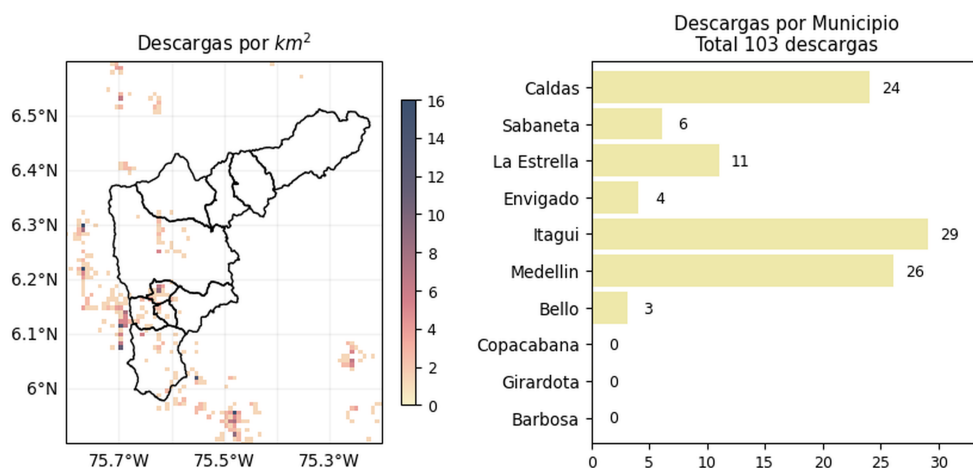 Descargas por km²
6.5°N
6.4°N
6.3°N
6.2°N
6.1°N
6°N
75.7°W 75.5°W 75.3°W
16
14
12
10
8
6
4
2
0
Descargas por Municipio
Total 103 descargas
Caldas 24
Sabaneta 6
La Estrella 11
Envigado 4
Itagui 29
Medellin 26
Bello 3
Copacabana 0
Girardota 0
Barbosa 0
0 5 10 15 20 25 30